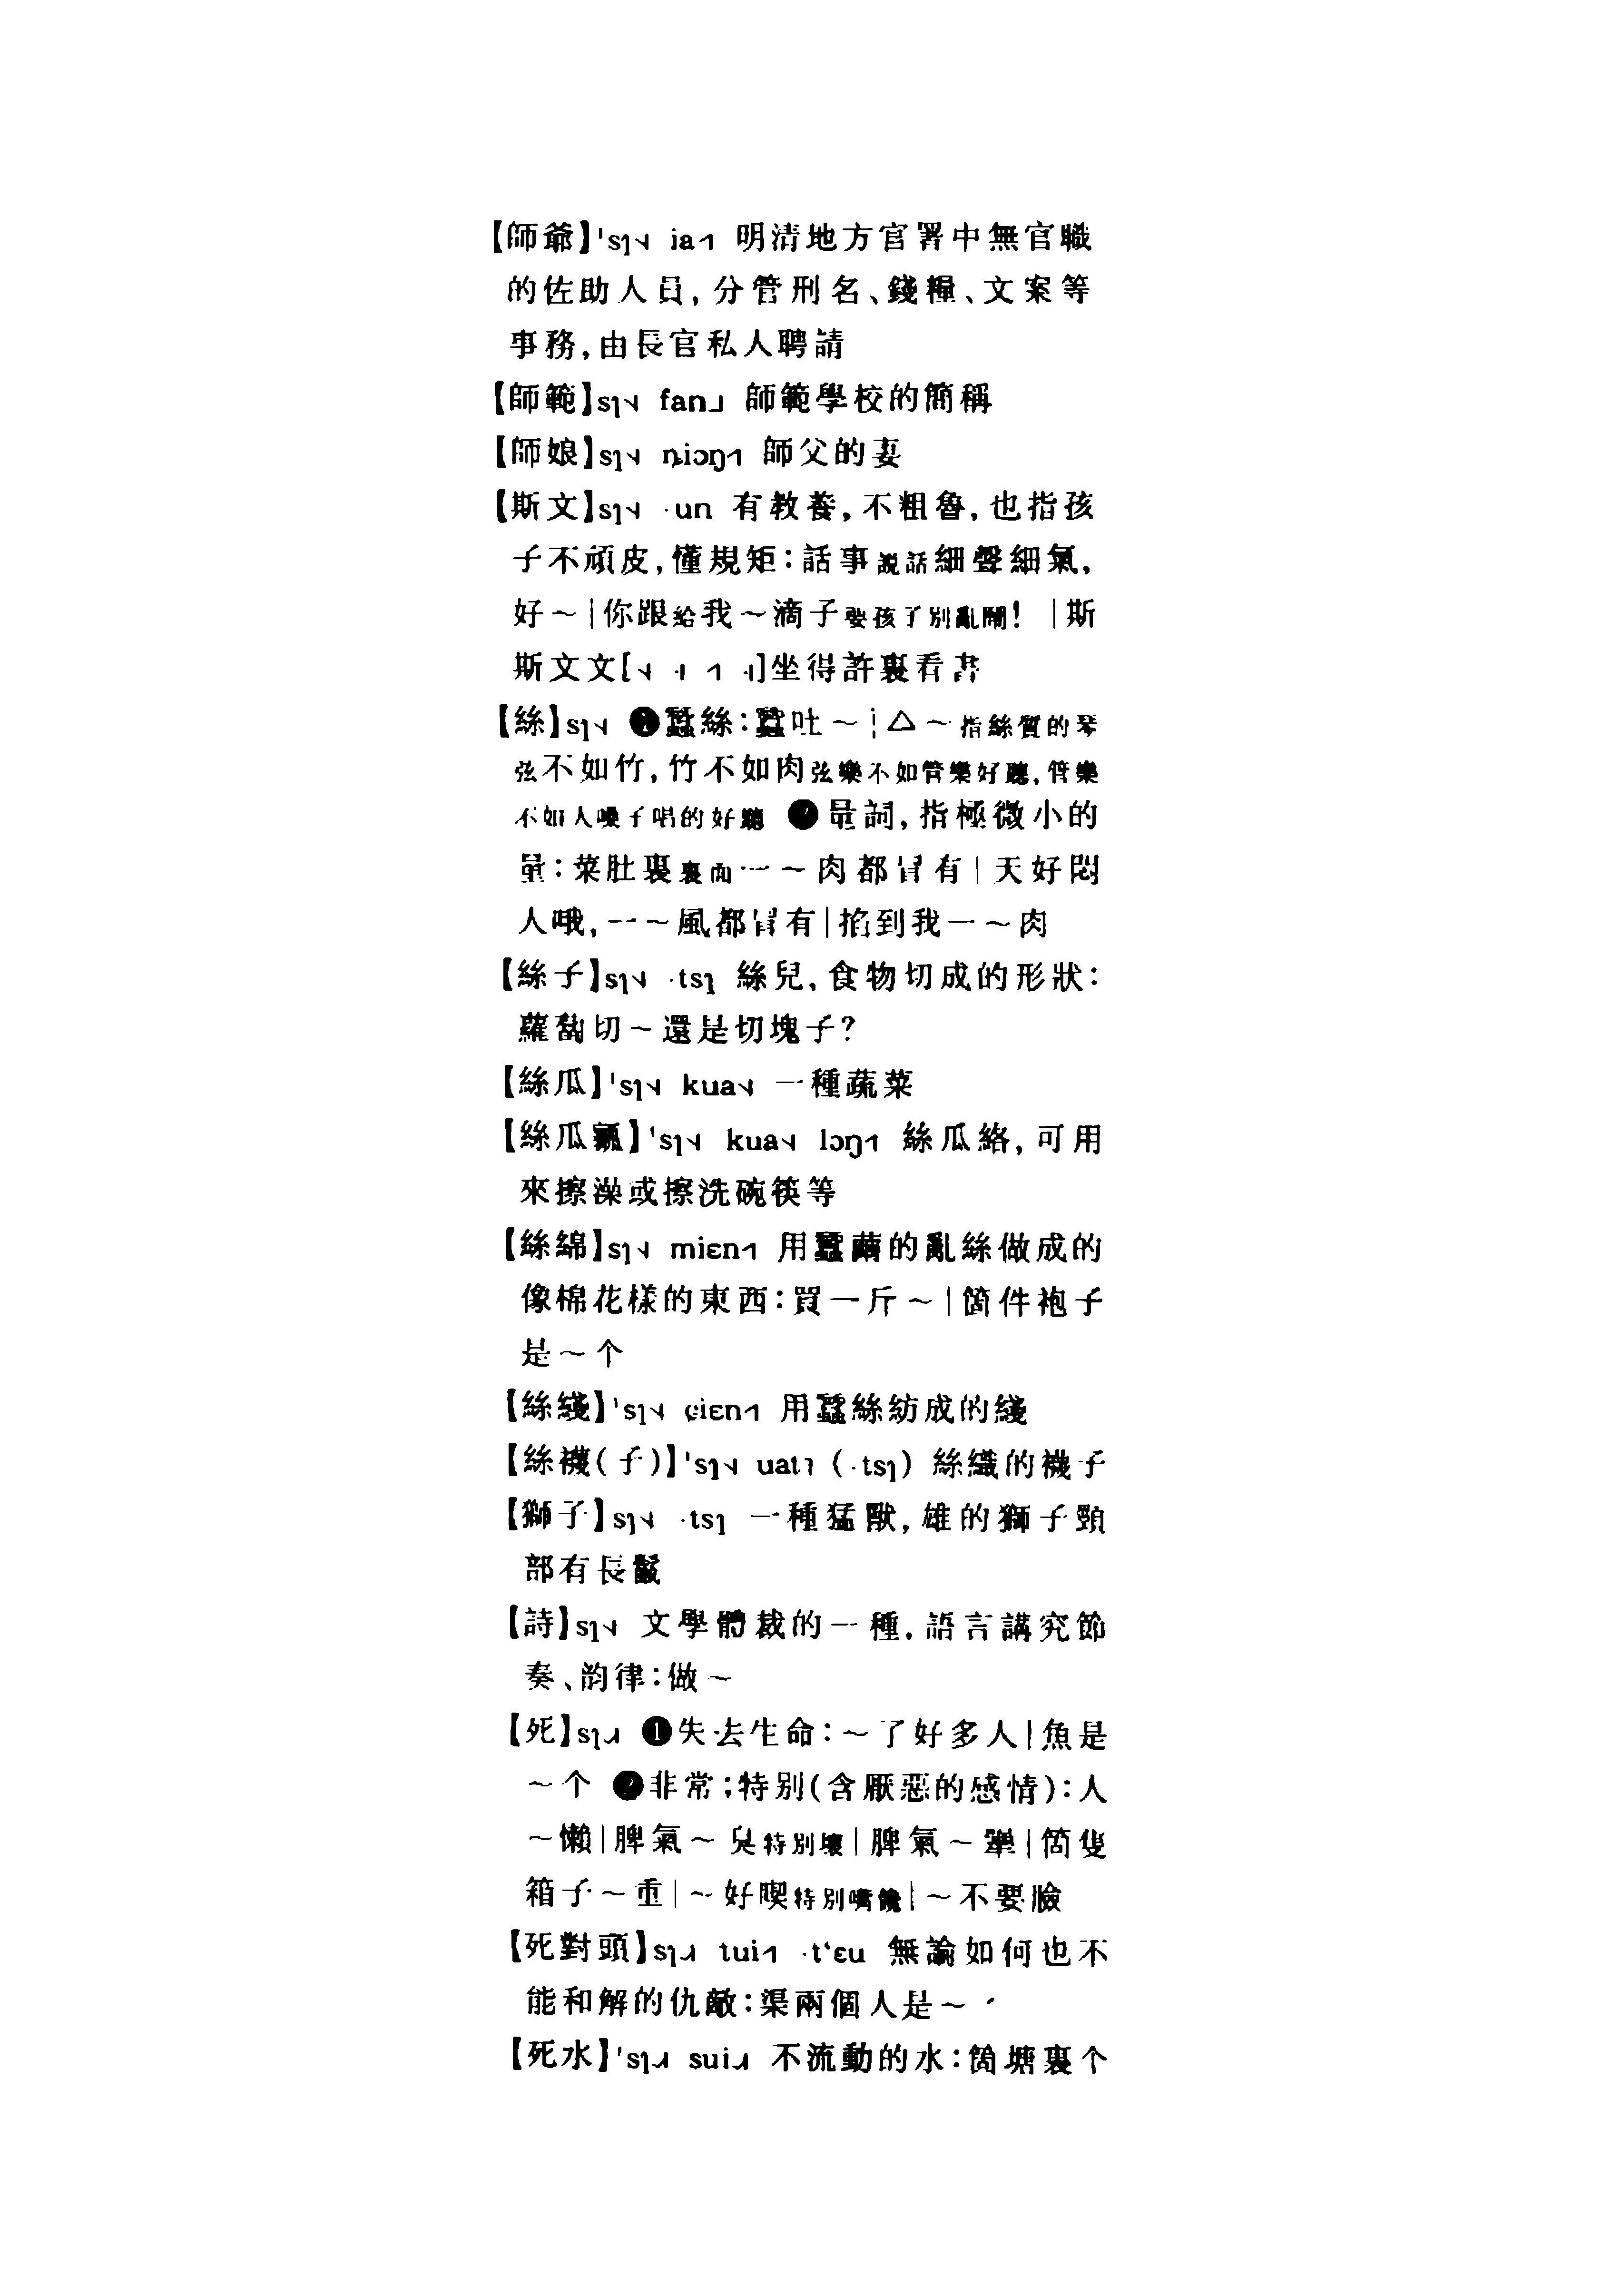 【師爺】'sɿ˧ ia˦ 明清地方官署中無官職
的佐助人員，分管刑名、錢糧、文案等
事務，由長官私人聘請
【師範】sɿ˧ fan˩ 師範學校的簡稱
【師娘】sɿ˧ ȵiɔŋ˦ 師父的妻
【斯文】sɿ˧ ·un 有教養，不粗魯，也指孩
子不頑皮，懂規矩：話事說話細聲細氣，
好～|你跟給我～滴子要孩子別亂鬧！|斯
斯文文[˧ ·| ˦ ·|]坐得許裏看書
【絲】sɿ˧ ❶蠶絲：蠶吐～|△～指絲質的琴
弦不如竹，竹不如肉弦樂不如管樂好聽，管樂
不如人嗓子唱的好聽 ❷量詞，指極微小的
量：菜肚裏裏面一～肉都冇有|天好悶
人哦，一～風都冇有|掐到我一～肉
【絲子】sɿ˧ ·tsɿ 絲兒，食物切成的形狀：
蘿蔔切～還是切塊子？
【絲瓜】'sɿ˧ kua˧ 一種蔬菜
【絲瓜瓤】'sɿ˧ kua˧ lɔŋ˦ 絲瓜絡，可用
來擦澡或擦洗碗筷等
【絲綿】sɿ˧ miɛn˦ 用蠶繭的亂絲做成的
像棉花樣的東西：買一斤～|箇件袍子
是～个
【絲綫】'sɿ˧ ɕiɛn˦ 用蠶絲紡成的綫
【絲襪(子)】'sɿ˧ uat˥ (·tsɿ) 絲織的襪子
【獅子】sɿ˧ ·tsɿ 一種猛獸，雄的獅子頸
部有長鬣
【詩】sɿ˧ 文學體裁的一種，語言講究節
奏、韵律：做～
【死】sɿ˩ ❶失去生命：～了好多人|魚是
～个 ❷非常；特别(含厭惡的感情)：人
～懶|脾氣～皃特别壞|脾氣～犟|箇隻
箱子～重|～好喫特别嘴饞|～不要臉
【死對頭】sɿ˩ tui˦ ·t‘ɛu 無論如何也不
能和解的仇敵：渠兩個人是～
【死水】'sɿ˩ sui˩ 不流動的水：箇塘裏个